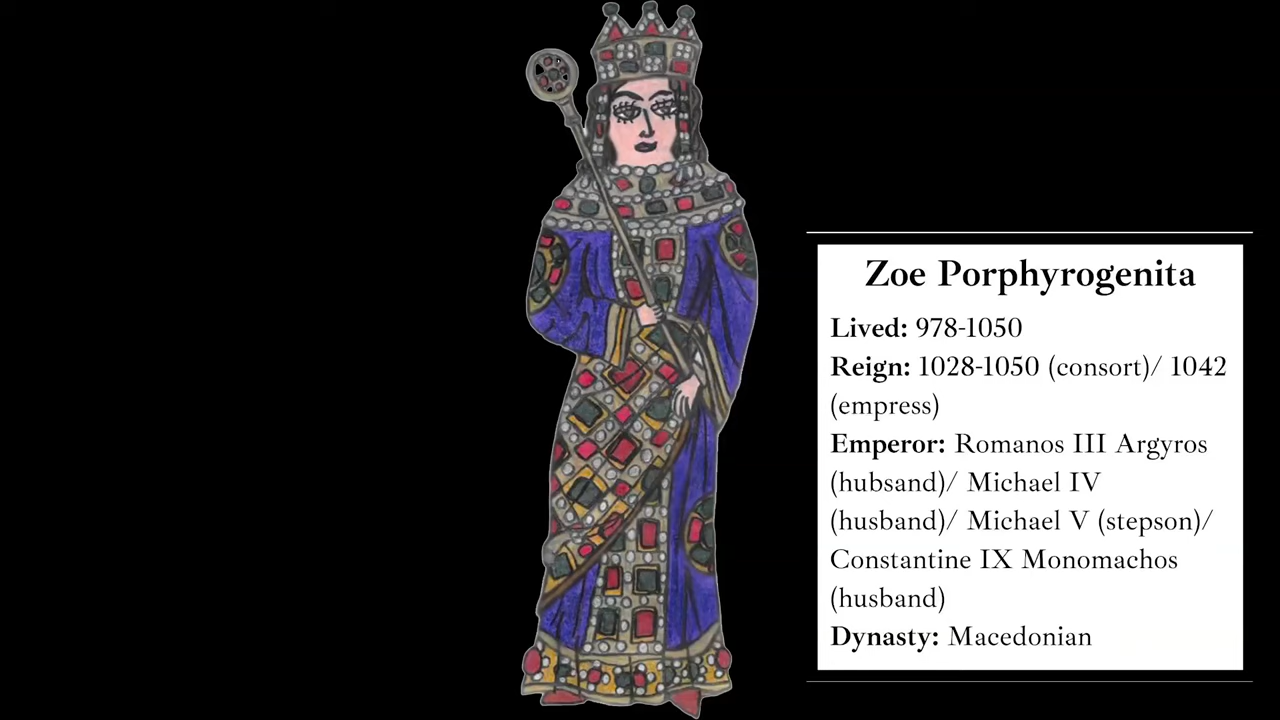 Zoe Porphyrogenita
Lived: 978-1050
Reign: 1028-1050 (consort)/ 1042
(empress)
Emperor: Romanos III Argyros
(hubsand)/ Michael IV
(husband)/ Michael V (stepson)/
Constantine IX Monomachos
(husband)
Dynasty: Macedonian